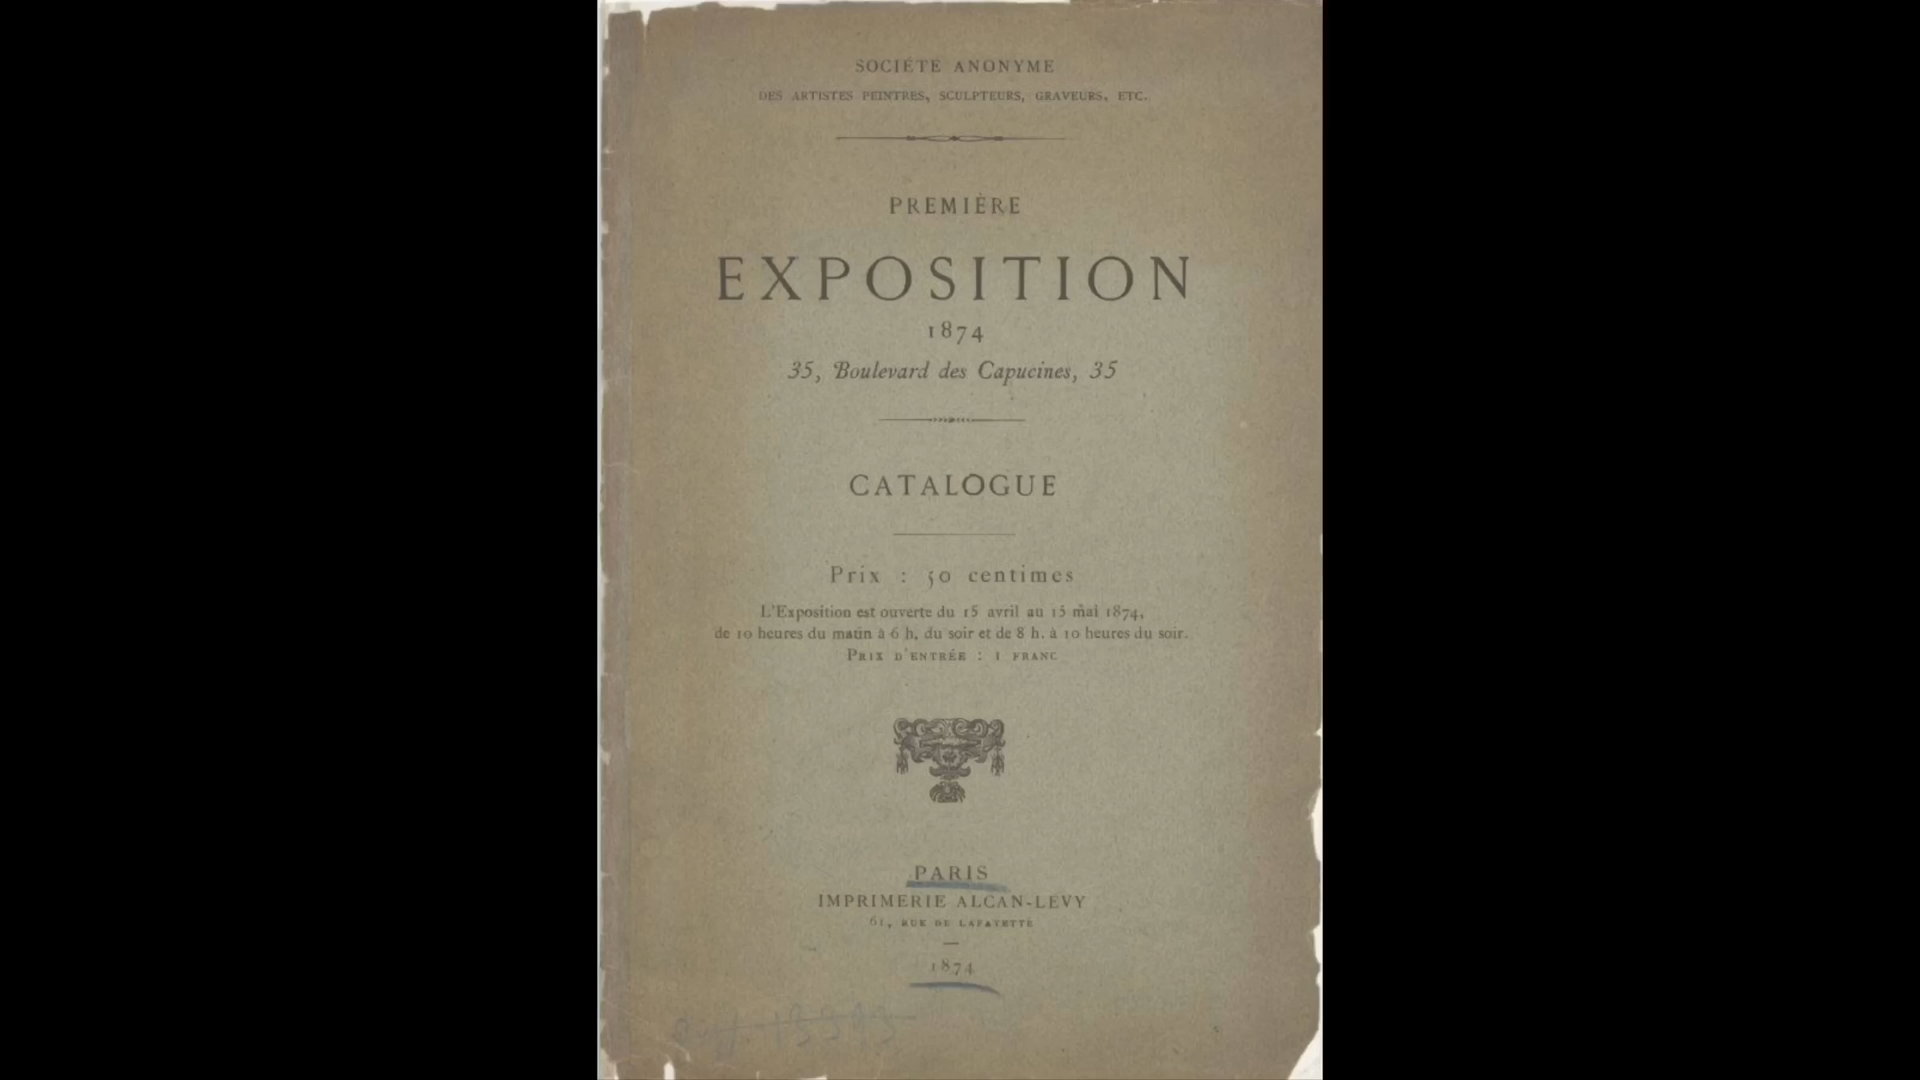 SOCIÉTÉ ANONYME
DES ARTISTES PEINTRES, SCULPTEURS, GRAVEURS, ETC.
PREMIÈRE
EXPOSITION
1874
35, Boulevard des Capucines, 35
CATALOGUE
Prix : 50 centimes
L'Exposition est ouverte du 15 avril au 15 mai 1874,
de 10 heures du matin à 6 h, du soir et de 8 h. à 10 heures du soir.
PRIX D'ENTRÉE : 1 FRANC
PARIS
IMPRIMERIE ALCAN-LÉVY
61, RUE DE LAFAYETTE
1874